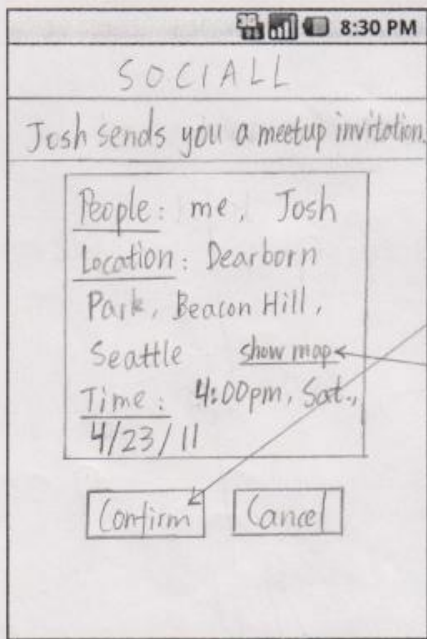 3G 8:30 PM
SOCIALL
Josh sends you a meetup invitation.
People: me, Josh
Location: Dearborn
Park, Beacon Hill,
Seattle show map
Time: 4:00pm, Sat.,
4/23/11
Confirm Cancel